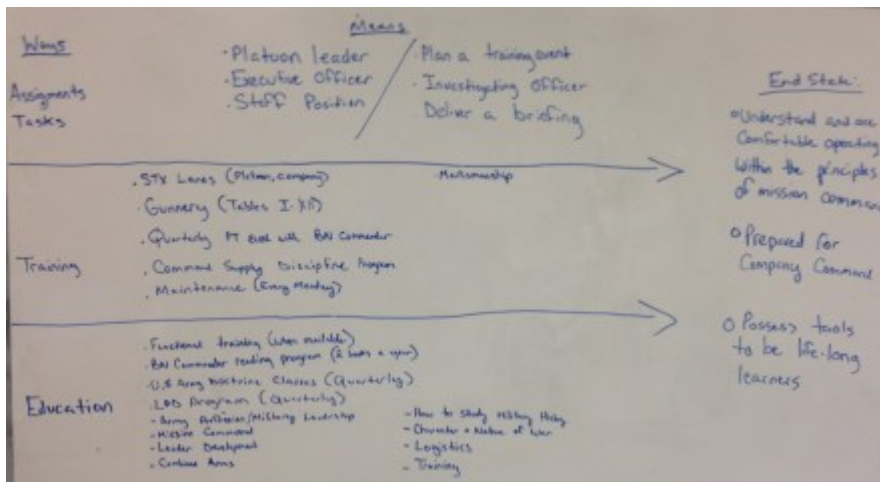 Means
Ways
· Platoon leader
· Executive Officer
· Staff Position
· Plan a training event
· Investigating Officer
Deliver a briefing
Assigments
Tasks
End State:
o Understand and are
Comfortable operating
Within the principles
of mission command
o Prepared for
Company Command
o Possess tools
to be life-long
learners
· STX Lanes (Platoon, company)
· Marksmanship
· Gunnery (Tables I-XII)
· Quarterly PT event with BN Commander
Training
· Command Supply Discipline Program
· Maintenance (Every Monday)
· Functional training (when available)
· BN Commander reading program (2 books a year)
· U.S Army Doctrine Classes (Quarterly)
· LPD Program (Quarterly)
Education
- Army Profession/Military Leadership
- Mission Command
- Leader Development
- Combine Arms
- How to Study Military History
- Character + Nature of War
- Logistics
- Training